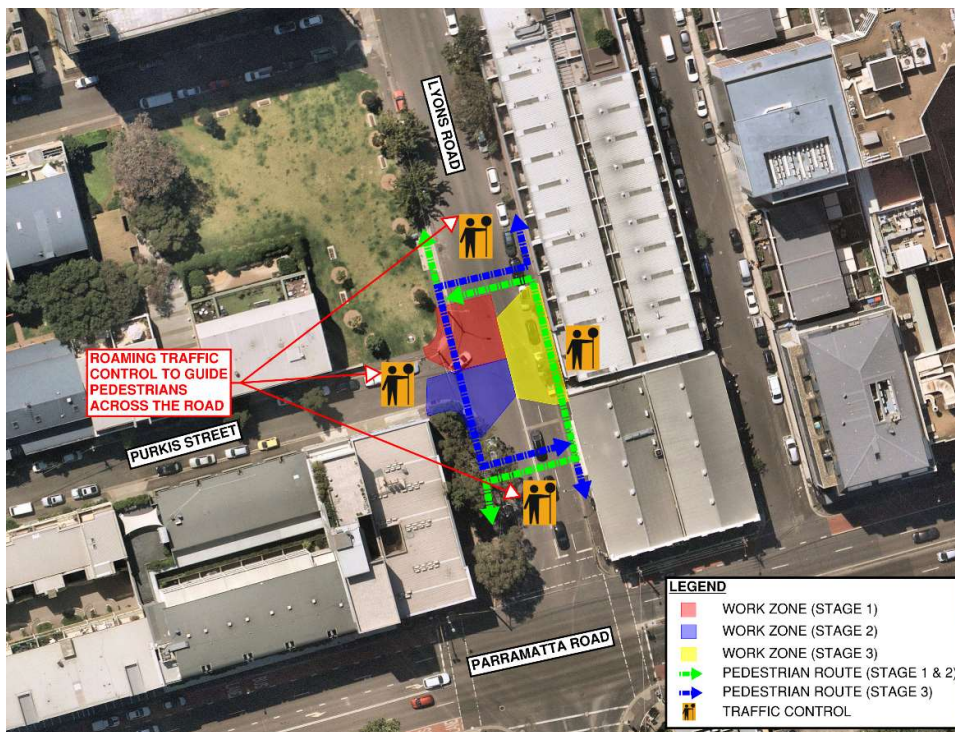 LYONS ROAD
ROAMING TRAFFIC
CONTROL TO GUIDE
PEDESTRIANS
ACROSS THE ROAD
PURKIS STREET
PARRAMATTA ROAD
LEGEND
WORK ZONE (STAGE 1)
WORK ZONE (STAGE 2)
WORK ZONE (STAGE 3)
PEDESTRIAN ROUTE (STAGE 1 & 2)
PEDESTRIAN ROUTE (STAGE 3)
TRAFFIC CONTROL